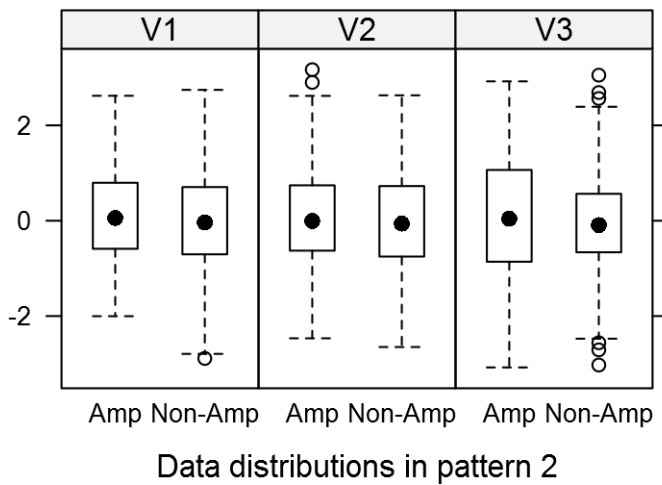 V1 V2 V3
2
0
-2
Amp Non-Amp Amp Non-Amp Amp Non-Amp
Data distributions in pattern 2